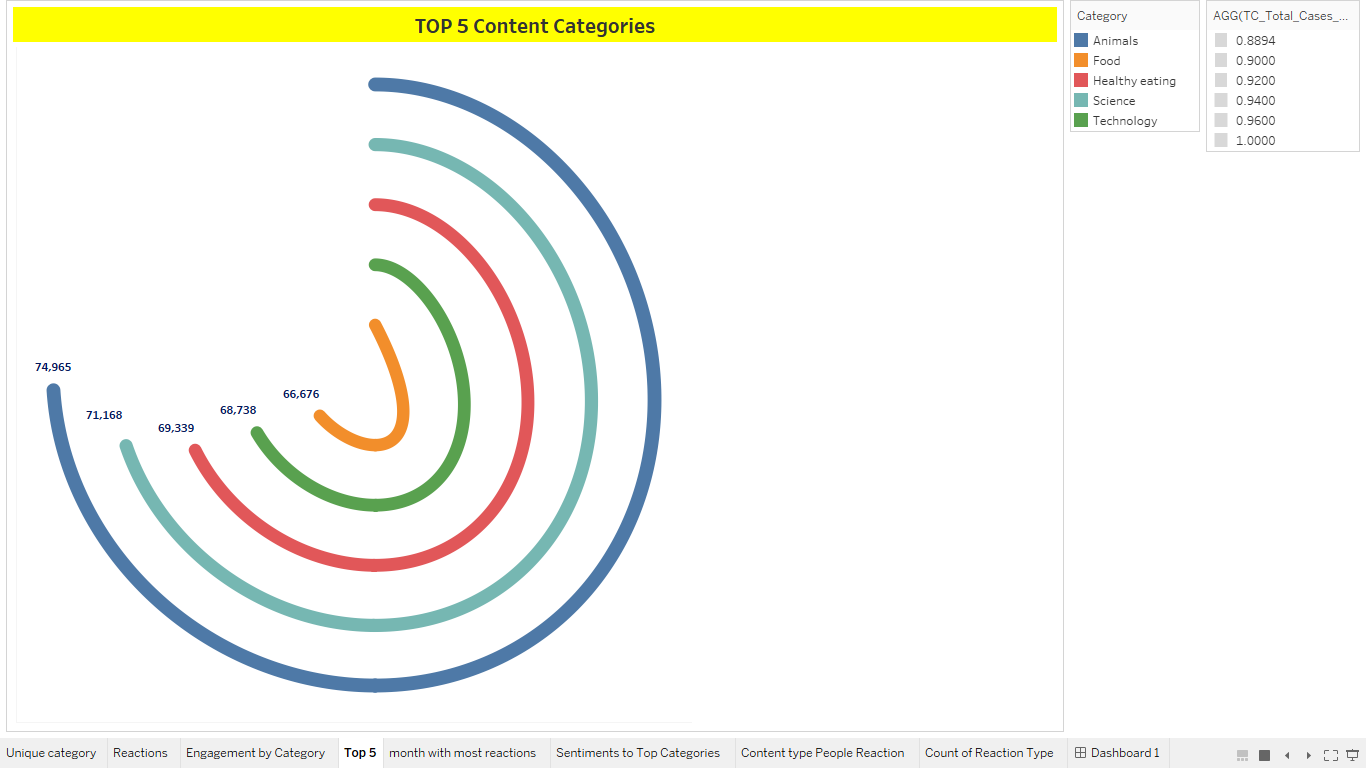 TOP 5 Content Categories
74,965
71,168
69,339
68,738
66,676
Category
Animals
Food
Healthy eating
Science
Technology
AGG(TC_Total_Cases_...
0.8894
0.9000
0.9200
0.9400
0.9600
1.0000
Unique category Reactions Engagement by Category Top 5 month with most reactions Sentiments to Top Categories Content type People Reaction Count of Reaction Type Dashboard 1